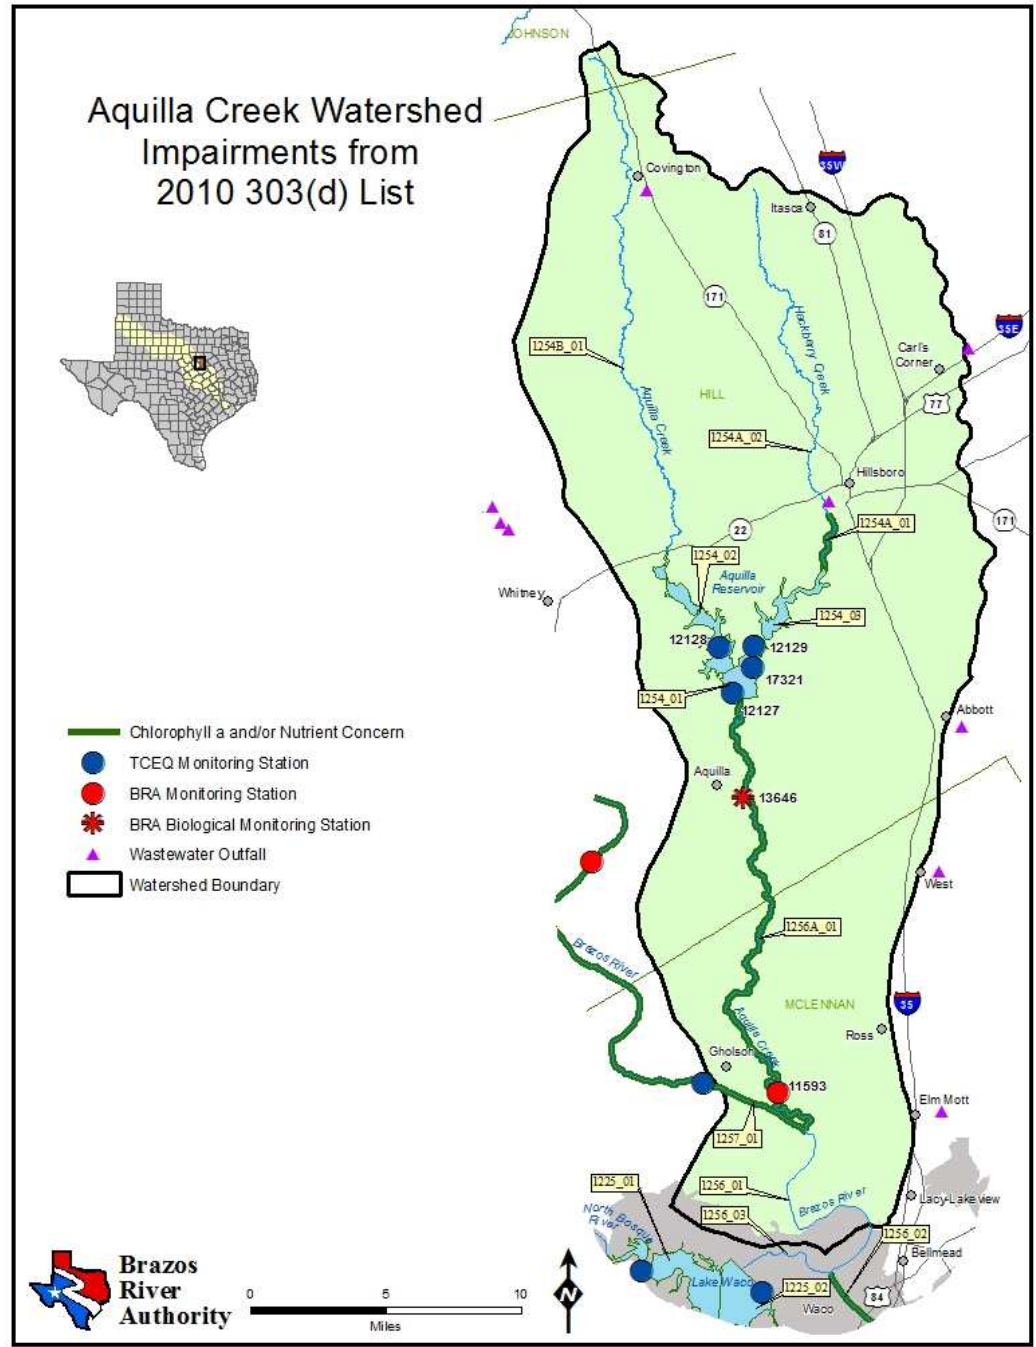 Aquilla Creek Watershed
Impairments from
2010 303(d) List
JOHNSON
Covington
35W
Itasca
81
171
35E
Hackberry Creek
1254B_01
Carl's
Corner
Aquilla Creek
HILL
77
1254A_02
Hillsboro
1254A_01
171
22
1254_02
Aquilla
Reservoir
Whitney
1254_03
12128
12129
17321
1254_01
12127
Abbott
Chlorophyll a and/or Nutrient Concern
TCEQ Monitoring Station
BRA Monitoring Station
BRA Biological Monitoring Station
Wastewater Outfall
Watershed Boundary
Aquilla
13646
West
1256A_01
Brazos River
MCLENNAN
35
Aquilla Creek
Ross
Gholson
11593
Elm Mott
1257_01
1225_01
1256_01
Lacy-Lakeview
North Bosque
River
1256_03
Brazos River
1256_02
Bellmead
Lake Waco
1225_02
84
Waco
Brazos
River
Authority
0 5 10
Miles
N